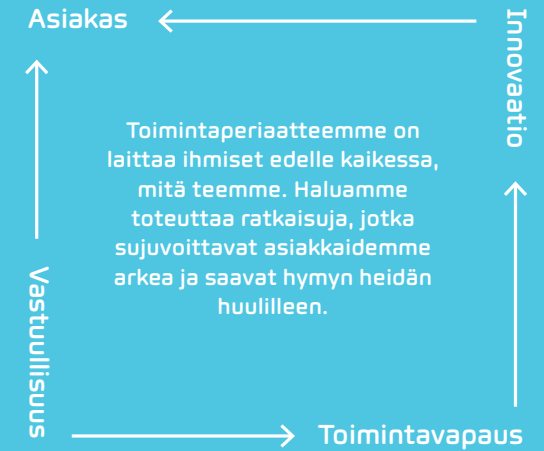 Asiakas
Innovaatio
Toimintaperiaatteemme on
laittaa ihmiset edelle kaikessa,
mitä teemme. Haluamme
toteuttaa ratkaisuja, jotka
sujuvoittavat asiakkaidemme
arkea ja saavat hymyn heidän
huulilleen.
Vastuullisuus
Toimintavapaus